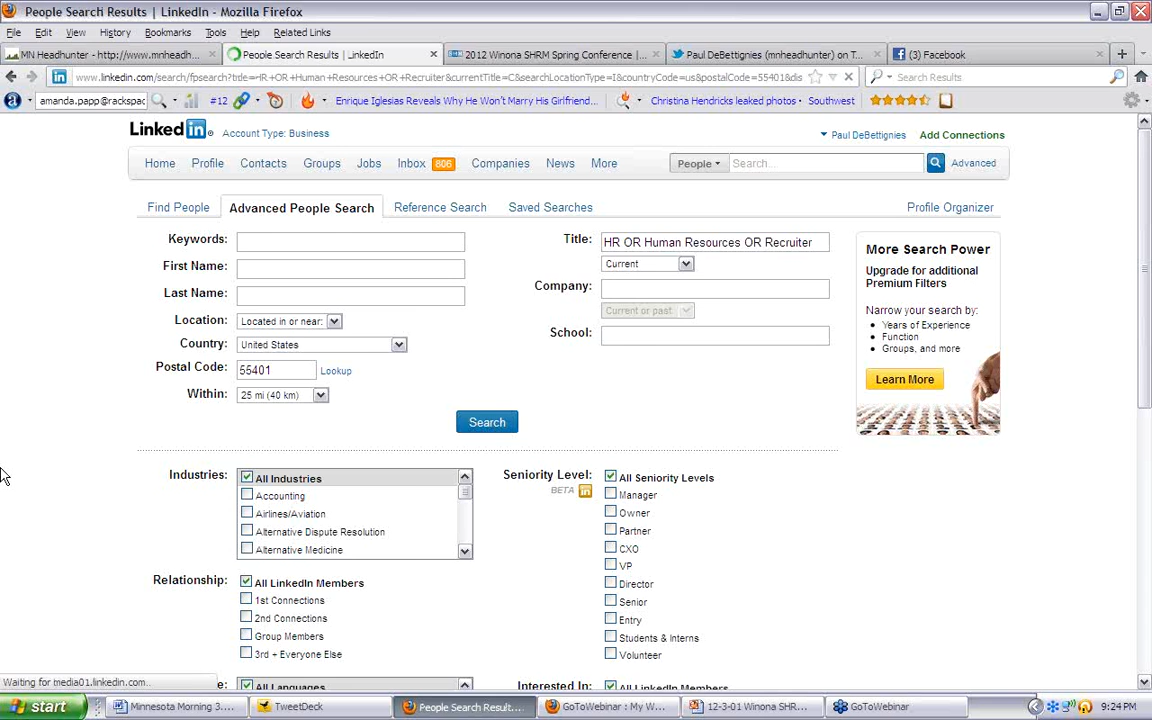 People Search Results | LinkedIn - Mozilla Firefox
File Edit View History Bookmarks Tools Help Related Links
MN Headhunter - http://www.mnheadh... People Search Results | LinkedIn 2012 Winona SHRM Spring Conference |... Paul DeBettignies (mnheadhunter) on T... (3) Facebook
www.linkedin.com/search/fpsearch?title=HR+OR+Human+Resources+OR+Recruiter&currentTitle=C&searchLocationType=I&countryCode=us&postalCode=55401&dis Search Results
amanda.papp@rackspac #12 Enrique Iglesias Reveals Why He Won't Marry His Girlfriend... Christina Hendricks leaked photos - Southwest
Linked in Account Type: Business Paul DeBettignies Add Connections
Home Profile Contacts Groups Jobs Inbox 806 Companies News More People Search... Advanced
Find People Advanced People Search Reference Search Saved Searches Profile Organizer
Keywords: Title: HR OR Human Resources OR Recruiter
First Name: Current
Last Name: Company:
Current or past
Location: Located in or near:
School:
Country: United States
Postal Code: 55401 Lookup
Within: 25 mi (40 km)
Search
More Search Power
Upgrade for additional
Premium Filters
Narrow your search by:
• Years of Experience
• Function
• Groups, and more
Learn More
Industries: All Industries
Accounting
Airlines/Aviation
Alternative Dispute Resolution
Alternative Medicine
Seniority Level: All Seniority Levels
BETA in Manager
Owner
Partner
CXO
VP
Director
Senior
Entry
Students & Interns
Volunteer
Relationship: All LinkedIn Members
1st Connections
2nd Connections
Group Members
3rd + Everyone Else
e: All Languages Interested In: All LinkedIn Members
Waiting for media01.linkedin.com...
start Minnesota Morning 3.... TweetDeck People Search Result... GoToWebinar : My W... 12-3-01 Winona SHR... GoToWebinar 9:24 PM